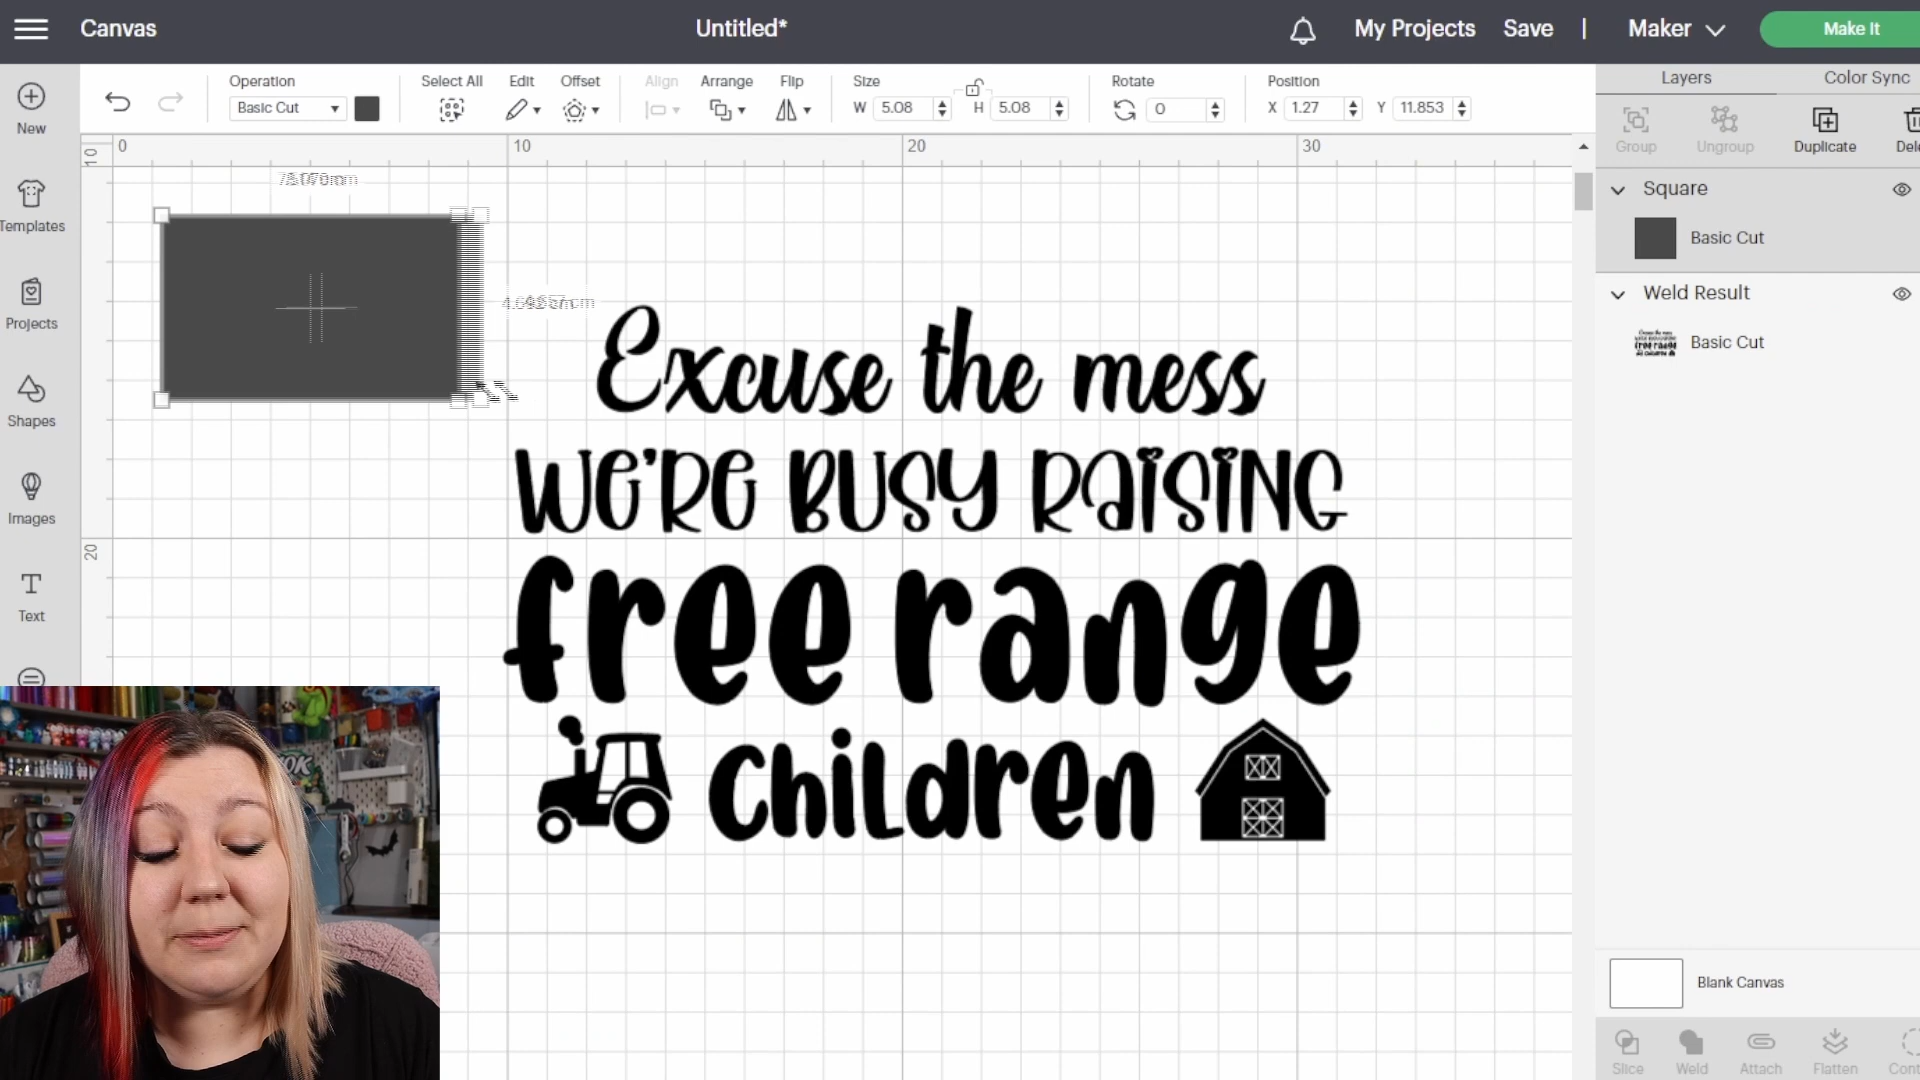 Canvas
Untitled*
My Projects
Save
|
Maker
Make It
Operation
Basic Cut
Select All
Edit
Offset
Align
Arrange
Flip
Size
W 5.08
H 5.08
Rotate
0
Position
X 1.27
Y 11.853
Layers
Color Sync
New
Templates
Projects
Shapes
Images
Text
0
10
20
30
10
20
Group
Ungroup
Duplicate
Square
Basic Cut
Weld Result
Basic Cut
Excuse the mess
We're Busy Raising
free range
children
Blank Canvas
Slice
Weld
Attach
Flatten